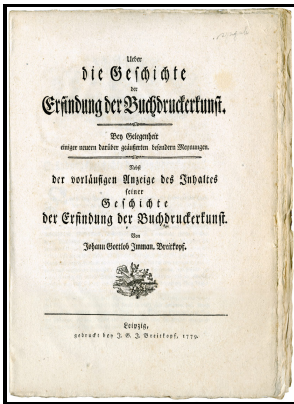 Ueber
die Geschichte
der
Erfindung der Buchdruckerkunst.
Bey Gelegenheit
einiger neuern darüber geäußerten besondern Meynungen.
Nebst
der vorläufigen Anzeige des Inhaltes
seiner
Geschichte
der Erfindung der Buchdruckerkunst.
Von
Johann Gottlob Imman. Breitkopf.
Leipzig,
gedruckt bey J. G. I. Breitkopf, 1779.